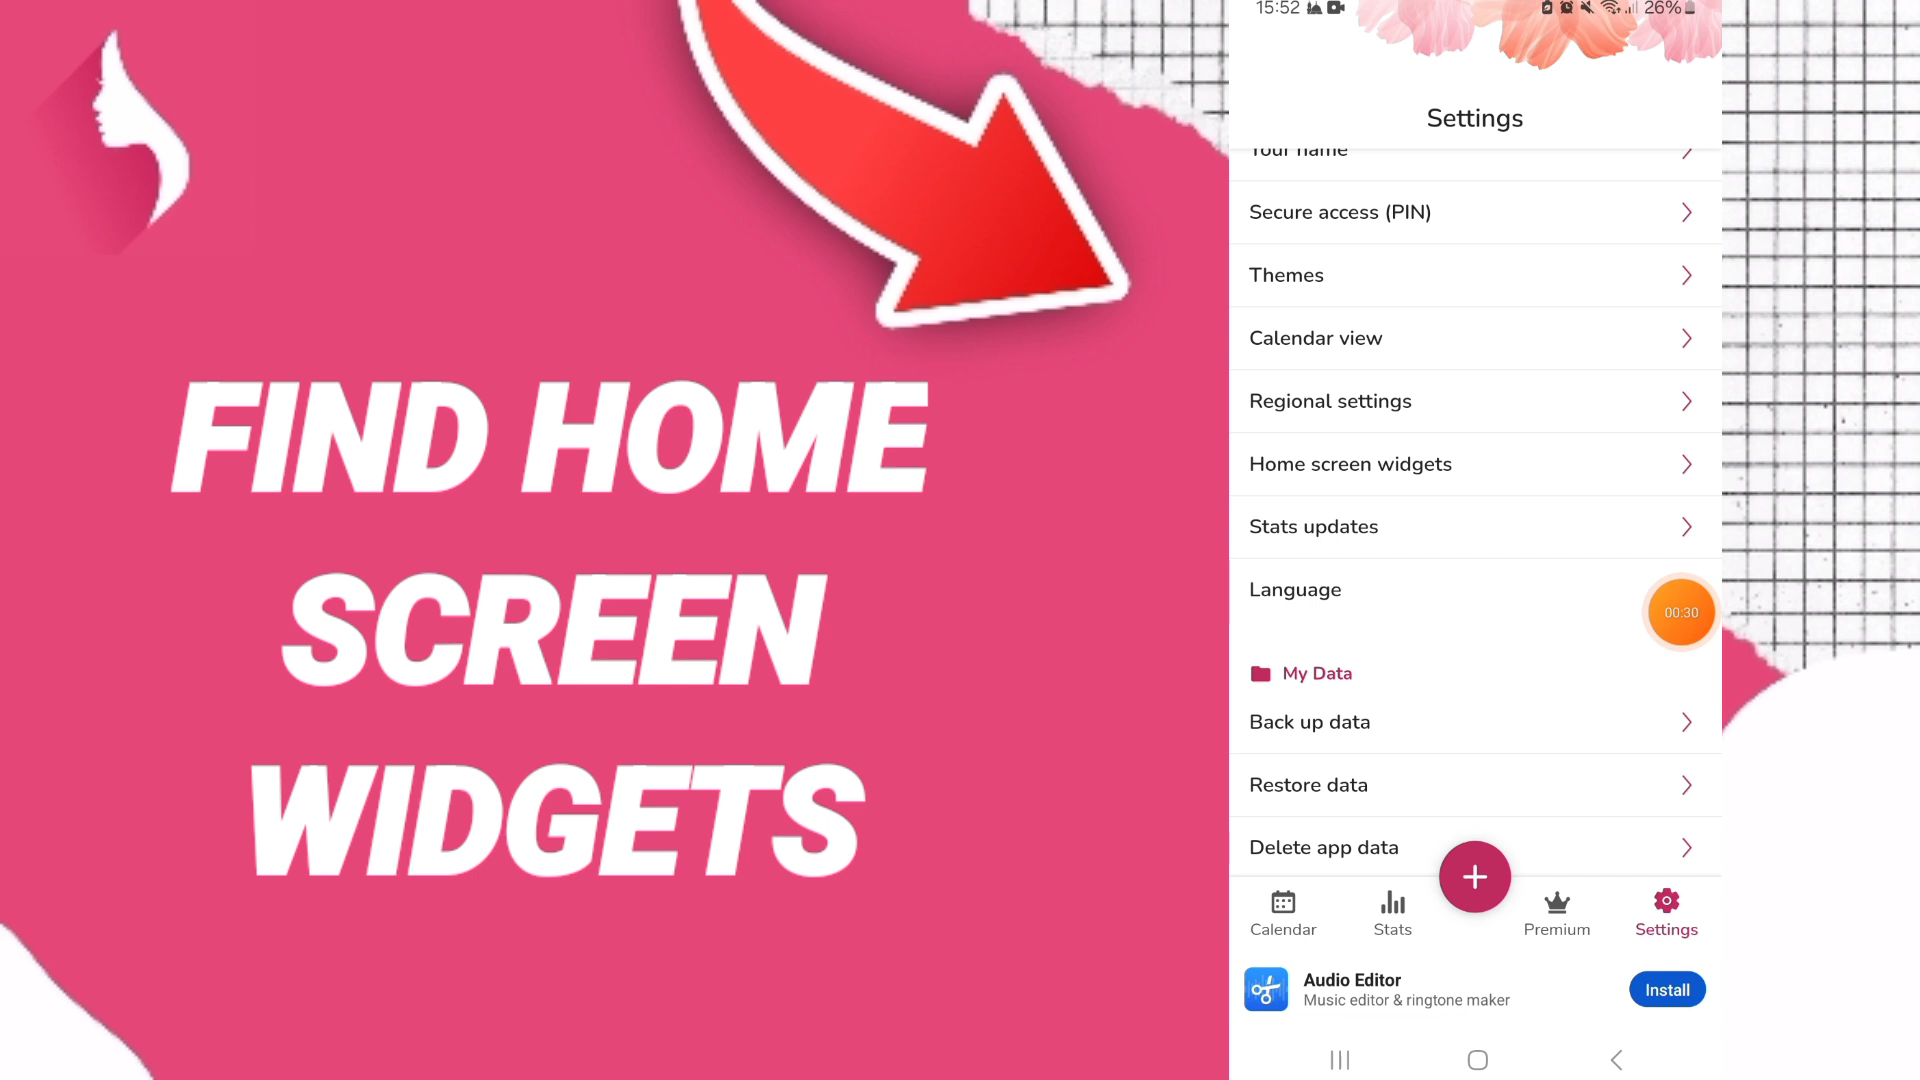 FIND HOME
SCREEN
WIDGETS
15:52
26%
Settings
Your name
Secure access (PIN)
Themes
Calendar view
Regional settings
Home screen widgets
Stats updates
Language
00:30
My Data
Back up data
Restore data
Delete app data
Calendar
Stats
Premium
Settings
Audio Editor
Music editor & ringtone maker
Install